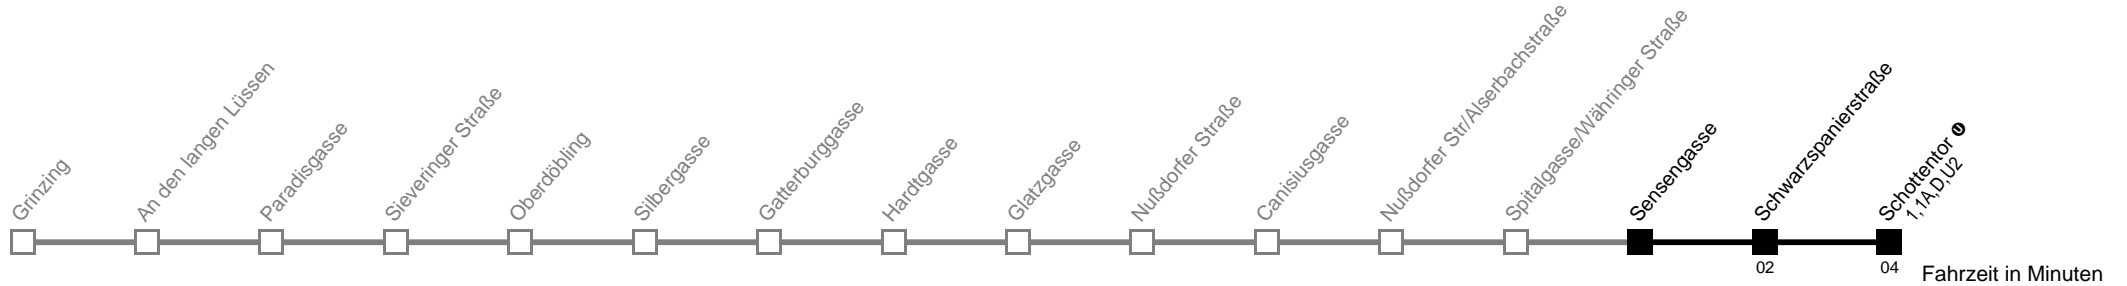 Grinzing
An den langen Lüssen
Paradisgasse
Sieveringer Straße
Oberdöbling
Silbergasse
Gatterburggasse
Hardtgasse
Glatzgasse
Nußdorfer Straße
Canisiusgasse
Nußdorfer Str/Alserbachstraße
Spitalgasse/Währinger Straße
Sensengasse
Schwarzspanierstraße
Schottentor U
1,1A,D,U2
02
04
Fahrzeit in Minuten